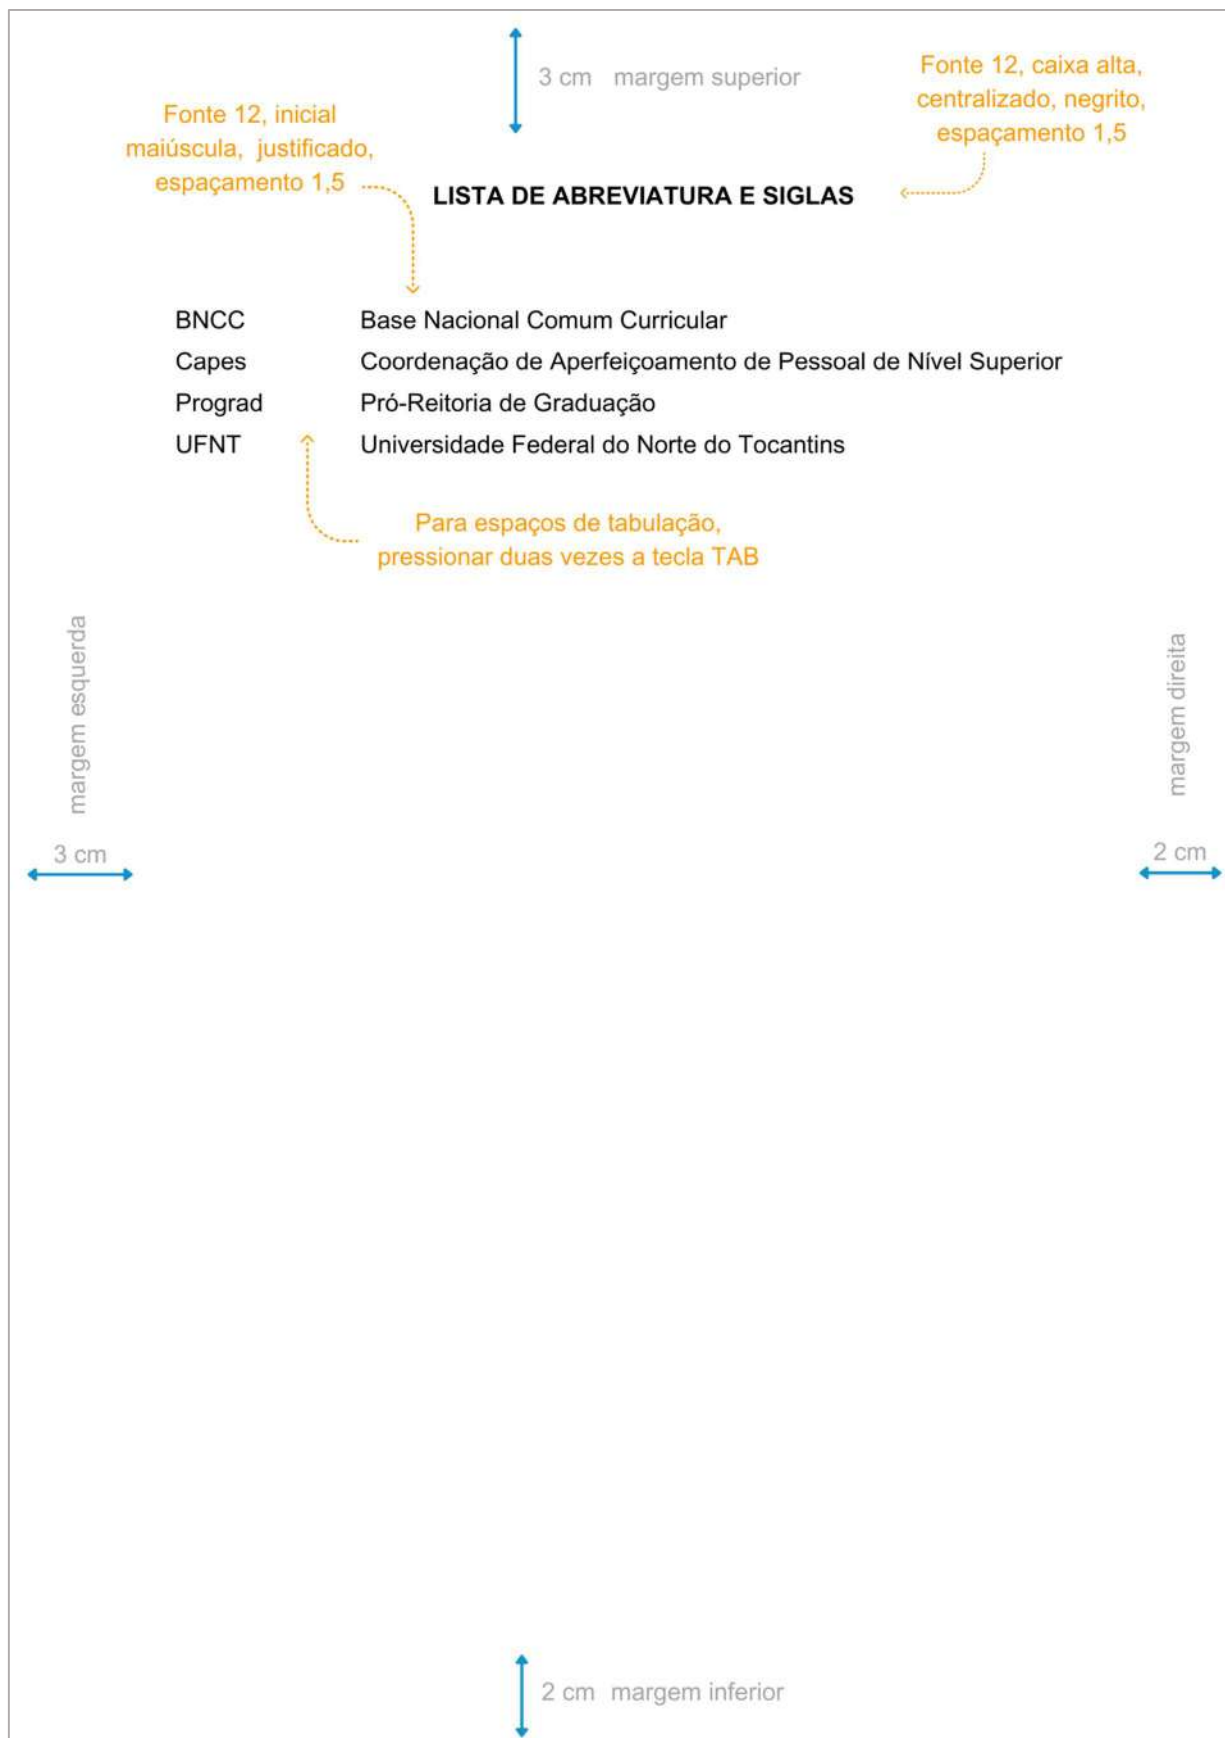 3 cm margem superior
Fonte 12, caixa alta,
centralizado, negrito,
espaçamento 1,5
Fonte 12, inicial
maiúscula, justificado,
espaçamento 1,5
LISTA DE ABREVIATURA E SIGLAS
BNCC Base Nacional Comum Curricular
Capes Coordenação de Aperfeiçoamento de Pessoal de Nível Superior
Prograd Pró-Reitoria de Graduação
UFNT Universidade Federal do Norte do Tocantins
Para espaços de tabulação,
pressionar duas vezes a tecla TAB
margem esquerda
3 cm
margem direita
2 cm
2 cm margem inferior